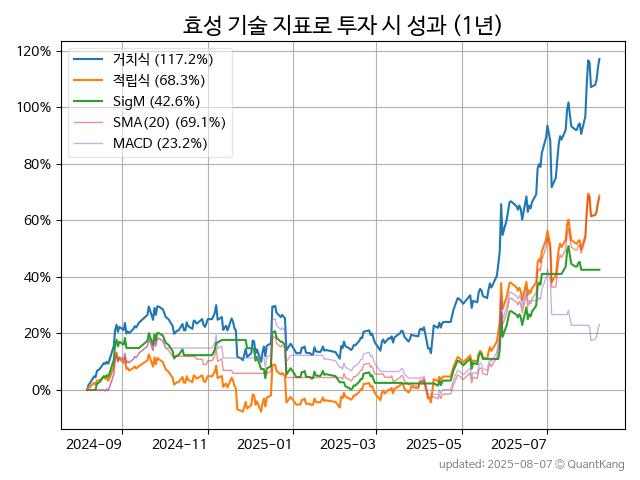 효성 기술 지표로 투자 시 성과 (1년)
120%
100%
80%
60%
40%
20%
0%
거치식 (117.2%)
적립식 (68.3%)
SigM (42.6%)
SMA(20) (69.1%)
MACD (23.2%)
2024-09
2024-11
2025-01
2025-03
2025-05
2025-07
updated: 2025-08-07 © QuantKang